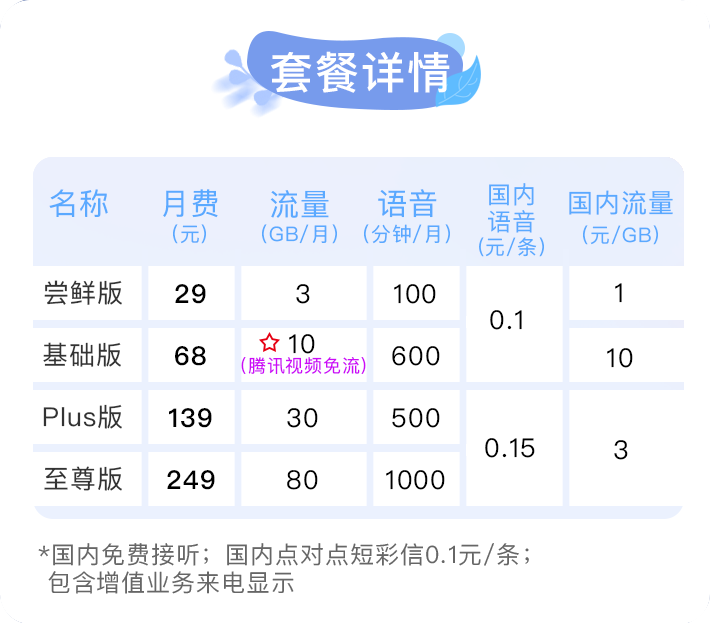 套餐详情
名称 月费 流量 语音 国内 国内流量
语音
(元) (GB/月) (分钟/月) (元/条) (元/GB)
尝鲜版 29 3 100 0.1 1
基础版 68 ☆10 600 10
(腾讯视频免流)
Plus版 139 30 500 0.15 3
至尊版 249 80 1000
*国内免费接听；国内点对点短彩信0.1元/条；
包含增值业务来电显示